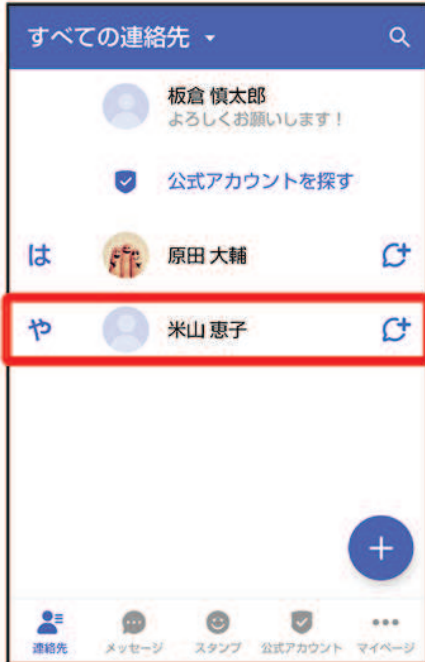 すべての連絡先
板倉 慎太郎
よろしくお願いします！
公式アカウントを探す
は
原田 大輔
や
米山 恵子
連絡先 メッセージ スタンプ 公式アカウント マイページ